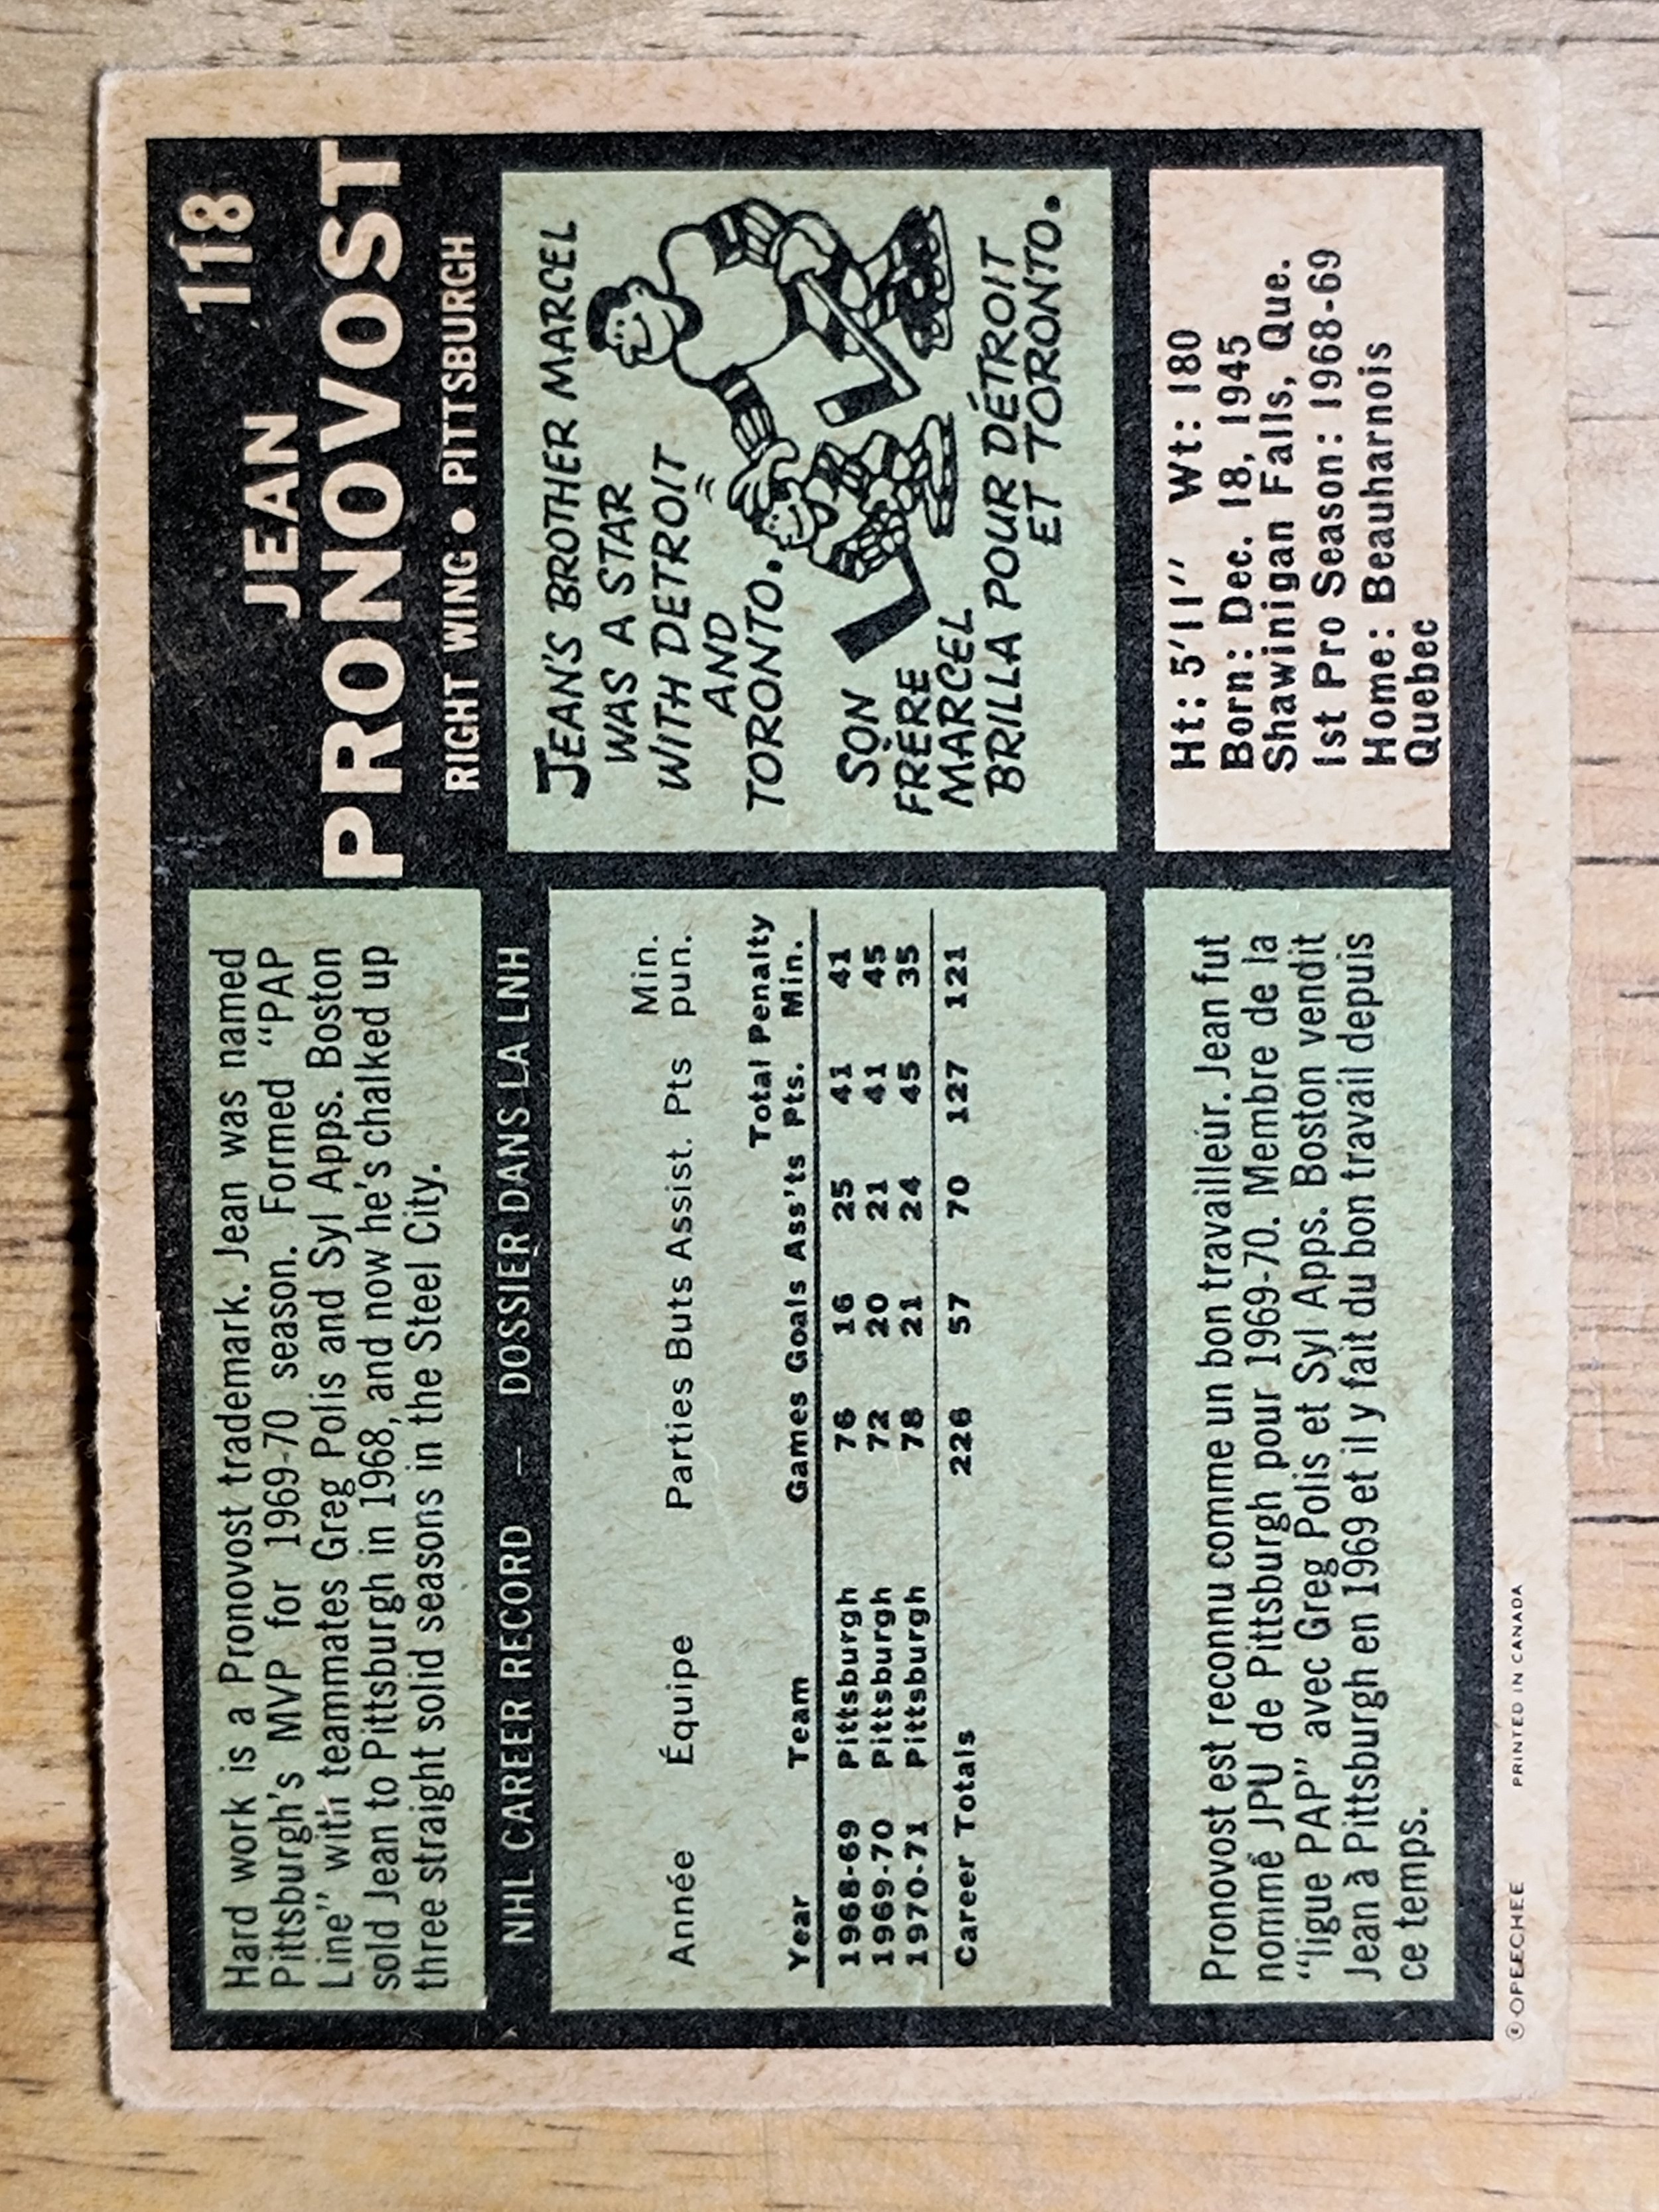 118
JEAN
PRONOVOST
RIGHT WING • PITTSBURGH
Hard work is a Pronovost trademark. Jean was named
Pittsburgh's MVP for 1969-70 season. Formed "PAP
Line" with teammates Greg Polis and Syl Apps. Boston
sold Jean to Pittsburgh in 1968, and now he's chalked up
three straight solid seasons in the Steel City.
NHL CAREER RECORD — DOSSIER DANS LA LNH
Min.
Année Équipe Parties Buts Assist. Pts pun.
Total Penalty
Year Team Games Goals Ass'ts Pts. Min.
1968-69 Pittsburgh 76 16 25 41 41
1969-70 Pittsburgh 72 20 21 41 45
1970-71 Pittsburgh 78 21 24 45 35
Career Totals 226 57 70 127 121
JEAN'S BROTHER MARCEL
WAS A STAR
WITH DETROIT
AND
TORONTO.
SON
FRÈRE
MARCEL
BRILLA POUR DÉTROIT
ET TORONTO.
Pronovost est reconnu comme un bon travailleur. Jean fut
nommé JPU de Pittsburgh pour 1969-70. Membre de la
"ligue PAP" avec Greg Polis et Syl Apps. Boston vendit
Jean à Pittsburgh en 1969 et il y fait du bon travail depuis
ce temps.
Ht: 5'11" Wt: 180
Born: Dec. 18, 1945
Shawinigan Falls, Que.
1st Pro Season: 1968-69
Home: Beauharnois
Quebec
© OPEECHEE PRINTED IN CANADA